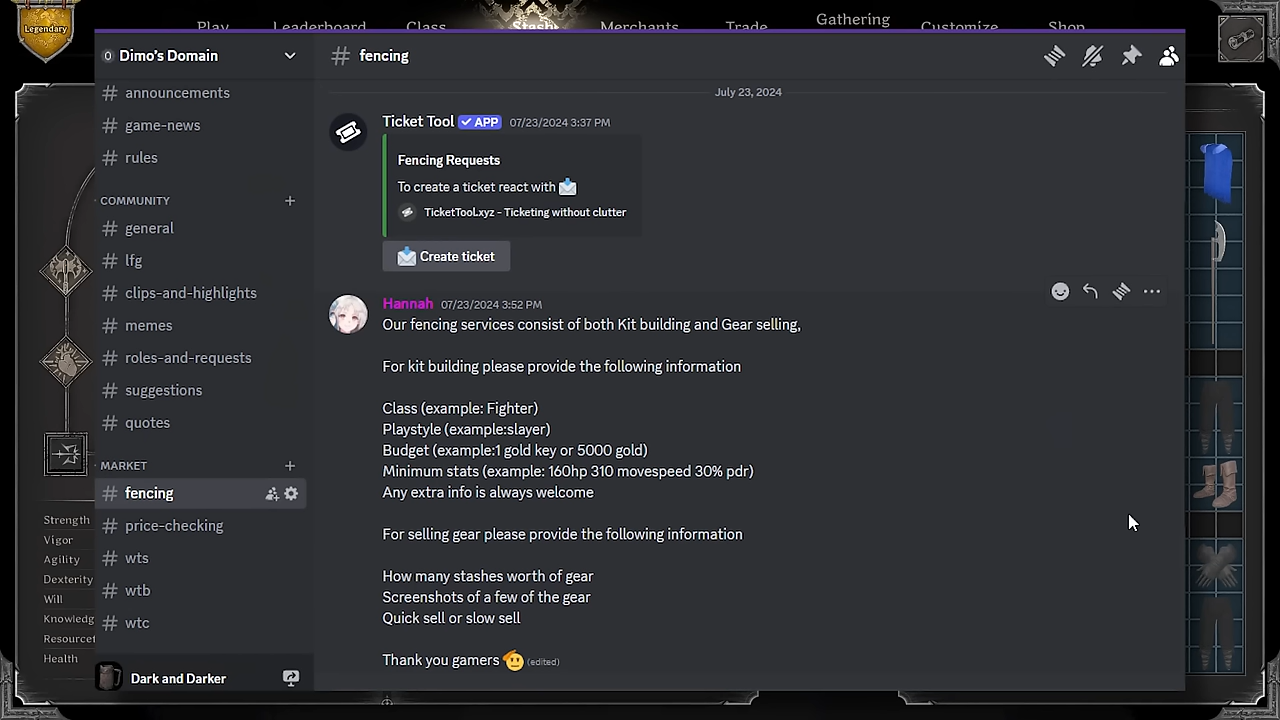 Play
Leaderboard
Class
Stash
Merchants
Trade
Gathering
Customize
Shop
Legendary
0 Dimo's Domain
# announcements
# game-news
# rules
COMMUNITY
# general
# lfg
# clips-and-highlights
# memes
# roles-and-requests
# suggestions
# quotes
MARKET
# fencing
# price-checking
# wts
# wtb
# wtc
Dark and Darker
# fencing
July 23, 2024
Ticket Tool ✓ APP 07/23/2024 3:37 PM
Fencing Requests
To create a ticket react with 📩
TicketTool.xyz - Ticketing without clutter
📩 Create ticket
Hannah 07/23/2024 3:52 PM
Our fencing services consist of both Kit building and Gear selling,
For kit building please provide the following information
Class (example: Fighter)
Playstyle (example:slayer)
Budget (example:1 gold key or 5000 gold)
Minimum stats (example: 160hp 310 movespeed 30% pdr)
Any extra info is always welcome
For selling gear please provide the following information
How many stashes worth of gear
Screenshots of a few of the gear
Quick sell or slow sell
Thank you gamers 🫡 (edited)
Strength
Vigor
Agility
Dexterity
Will
Knowledg
Resourcef
Health